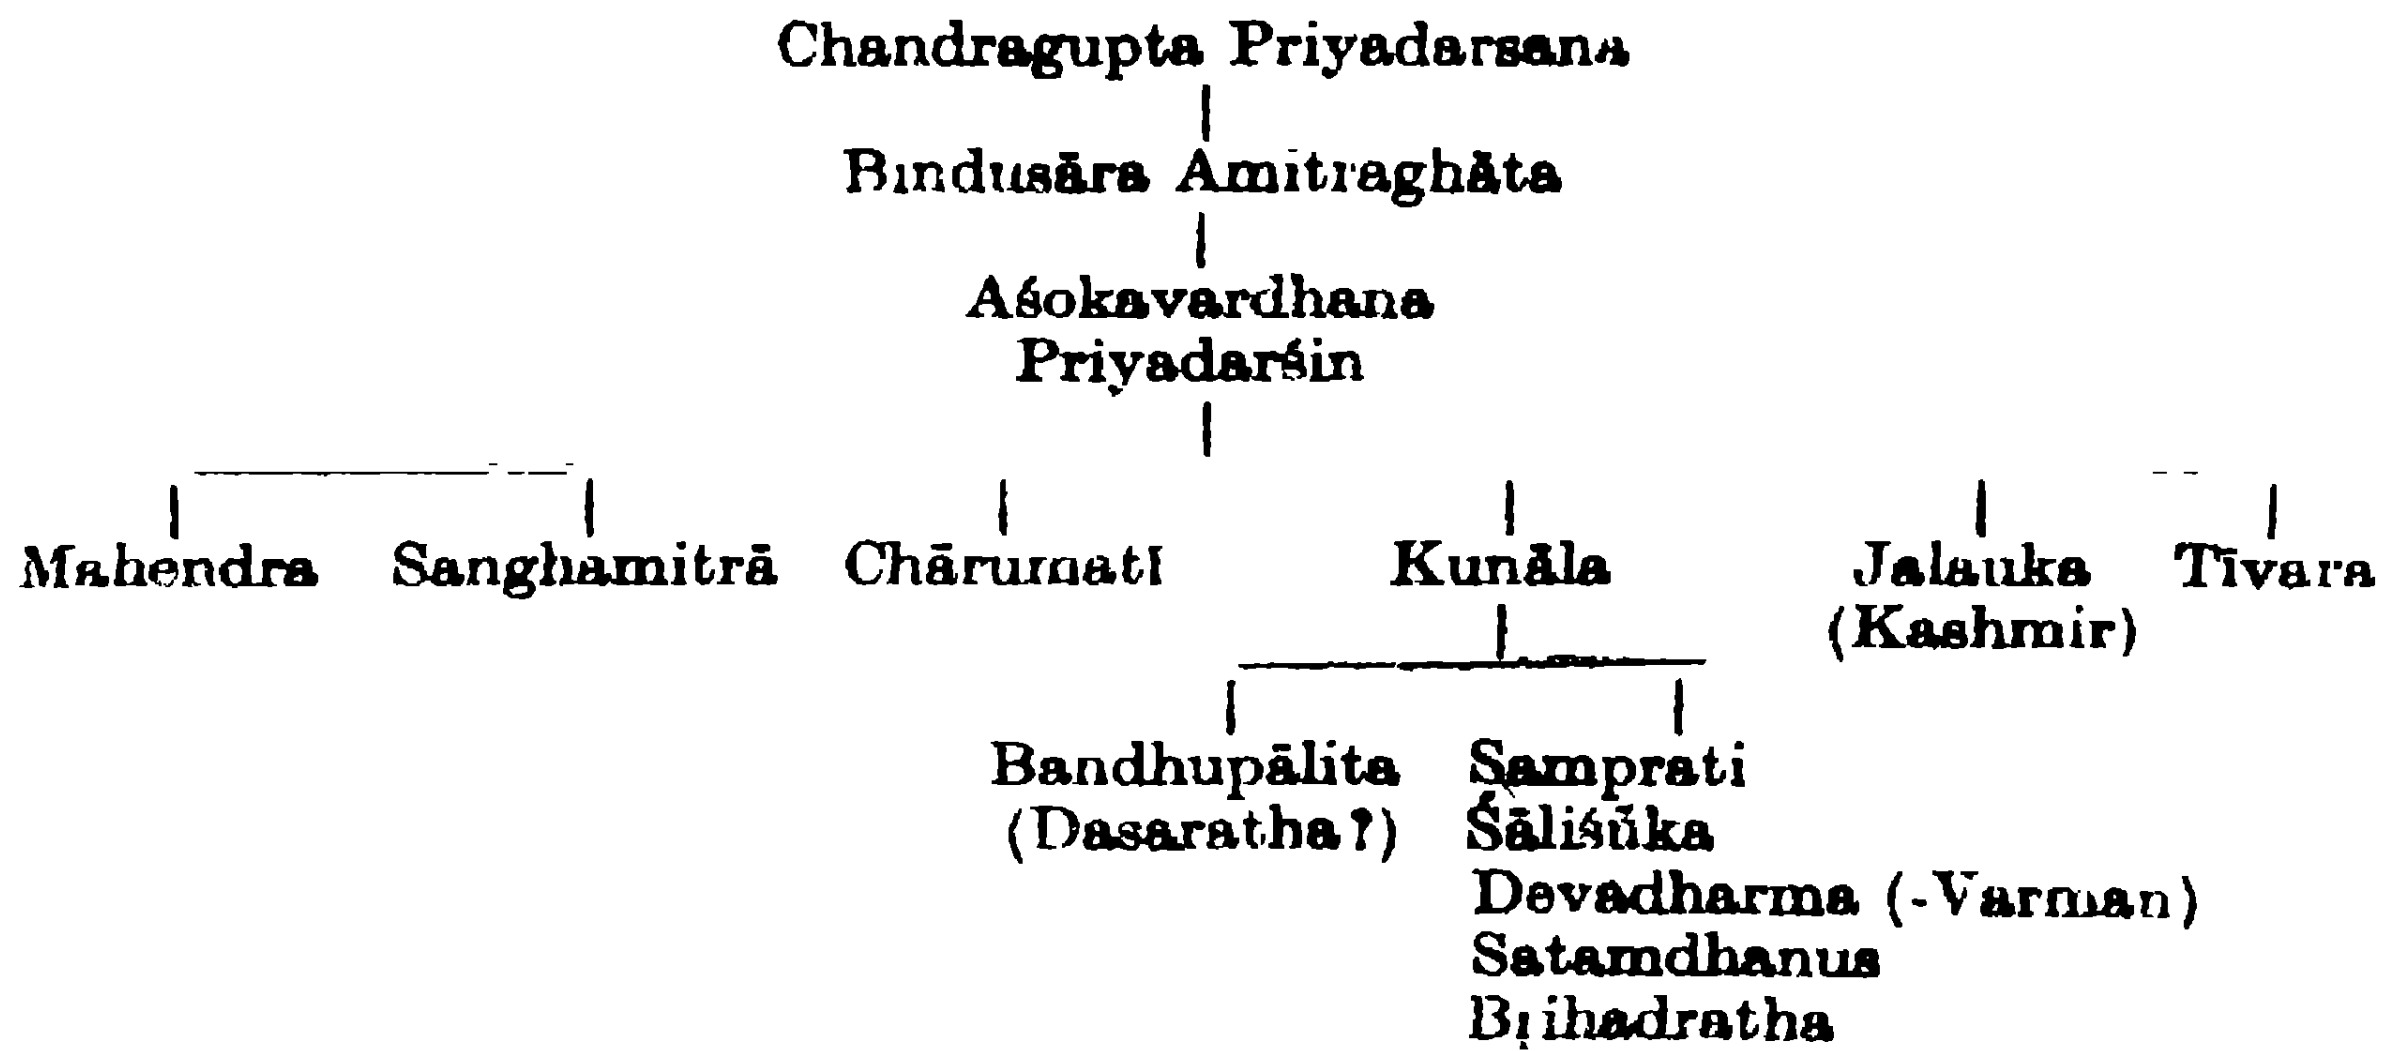 Chandragupta Priyadarsana
Bindusāra Amitraghāta
Aśokavardhana
Priyadarśin
Mahendra Sanghamitrā Chārumatī Kunāla Jalauka Tīvara
(Kashmir)
Bandhupālita Samprati
(Dasaratha?) Śāliśūka
Devadharma (-Varman)
Satamdhanus
Bṛihadratha